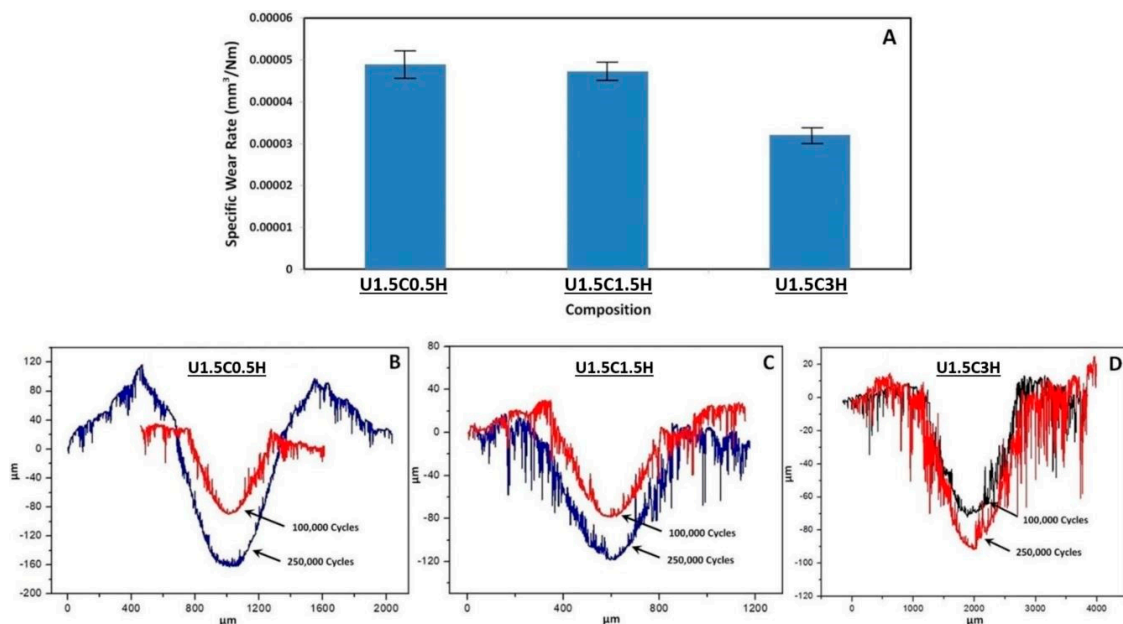 A
0.00006
0.00005
0.00004
0.00003
0.00002
0.00001
0
Specific Wear Rate (mm³/Nm)
U1.5C0.5H U1.5C1.5H U1.5C3H
Composition
B
U1.5C0.5H
120
80
40
0
-40
-80
-120
-160
-200
µm
100,000 Cycles
250,000 Cycles
0 400 800 1200 1600 2000
µm
C
U1.5C1.5H
80
40
0
-40
-80
-120
µm
100,000 Cycles
250,000 Cycles
0 400 800 1200
µm
D
U1.5C3H
20
0
-20
-40
-60
-80
-100
-120
µm
100,000 Cycles
250,000 Cycles
0 1000 2000 3000 4000
µm